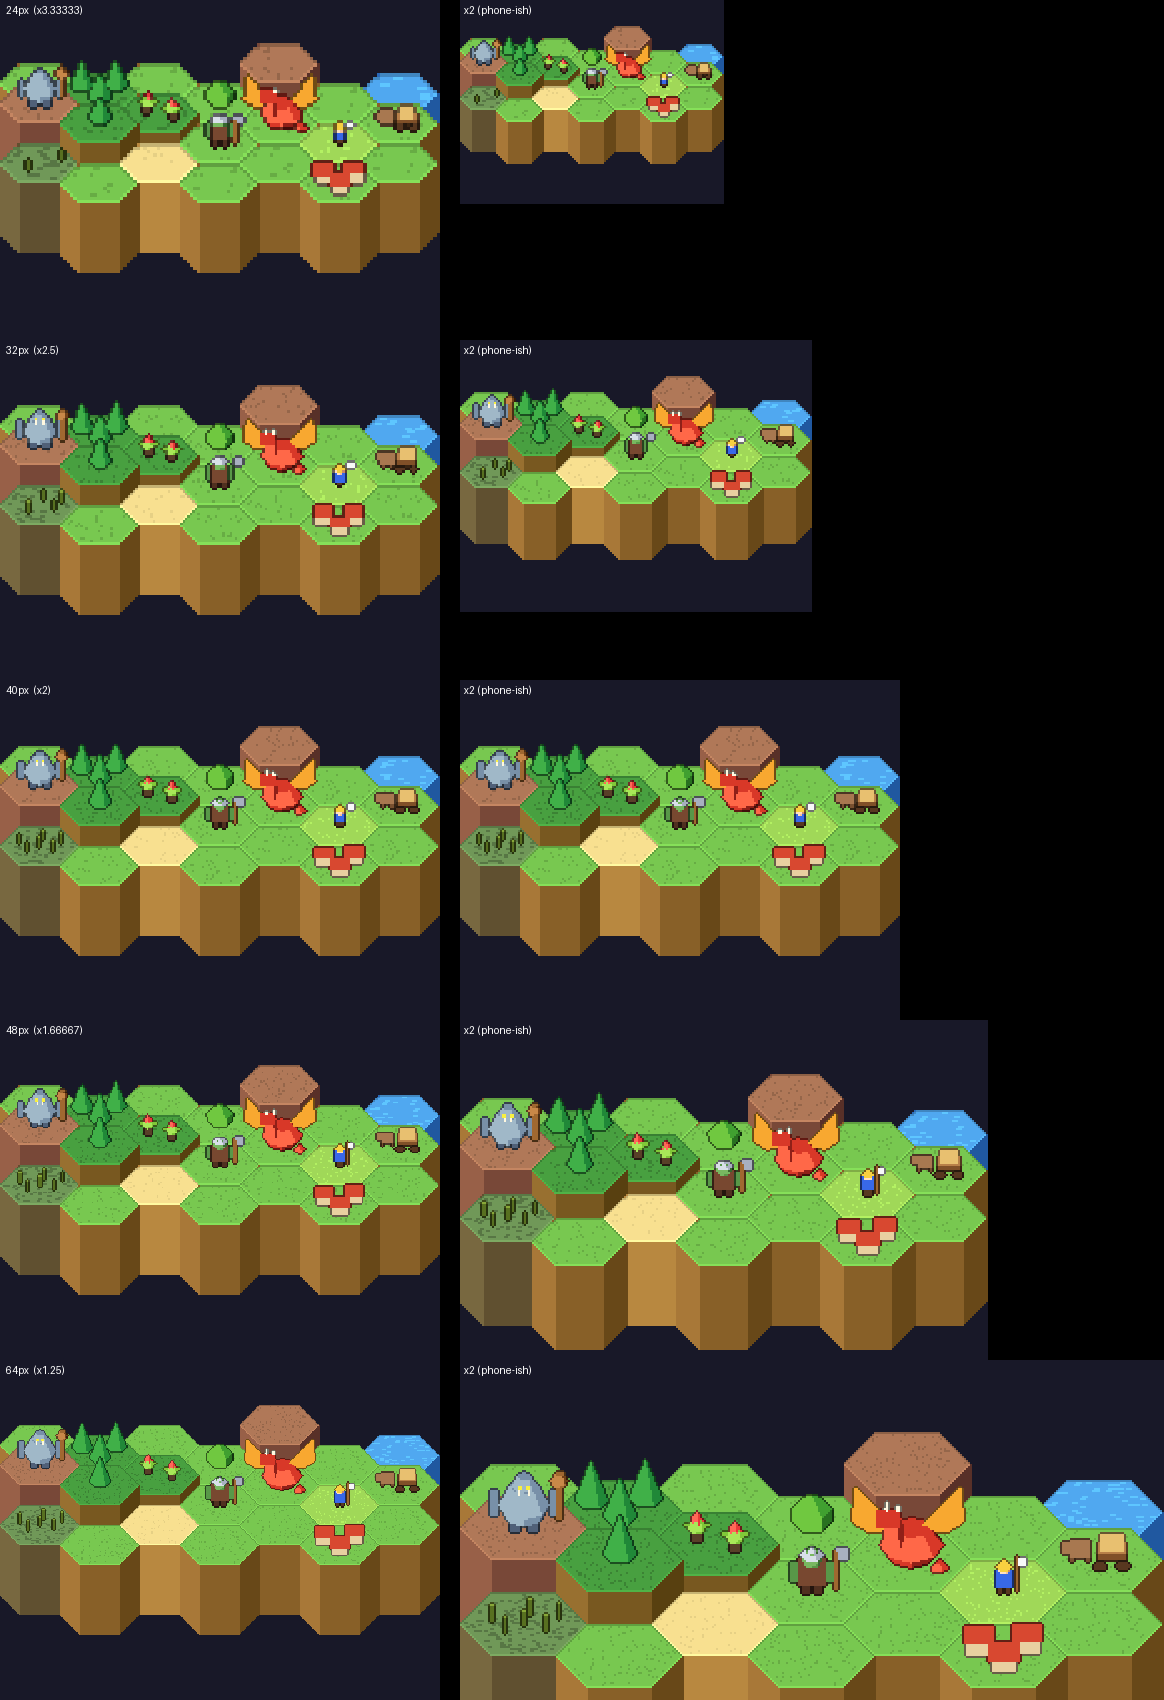 24px (x3.33333)
x2 (phone-ish)
32px (x2.5)
x2 (phone-ish)
40px (x2)
x2 (phone-ish)
48px (x1.66667)
x2 (phone-ish)
64px (x1.25)
x2 (phone-ish)